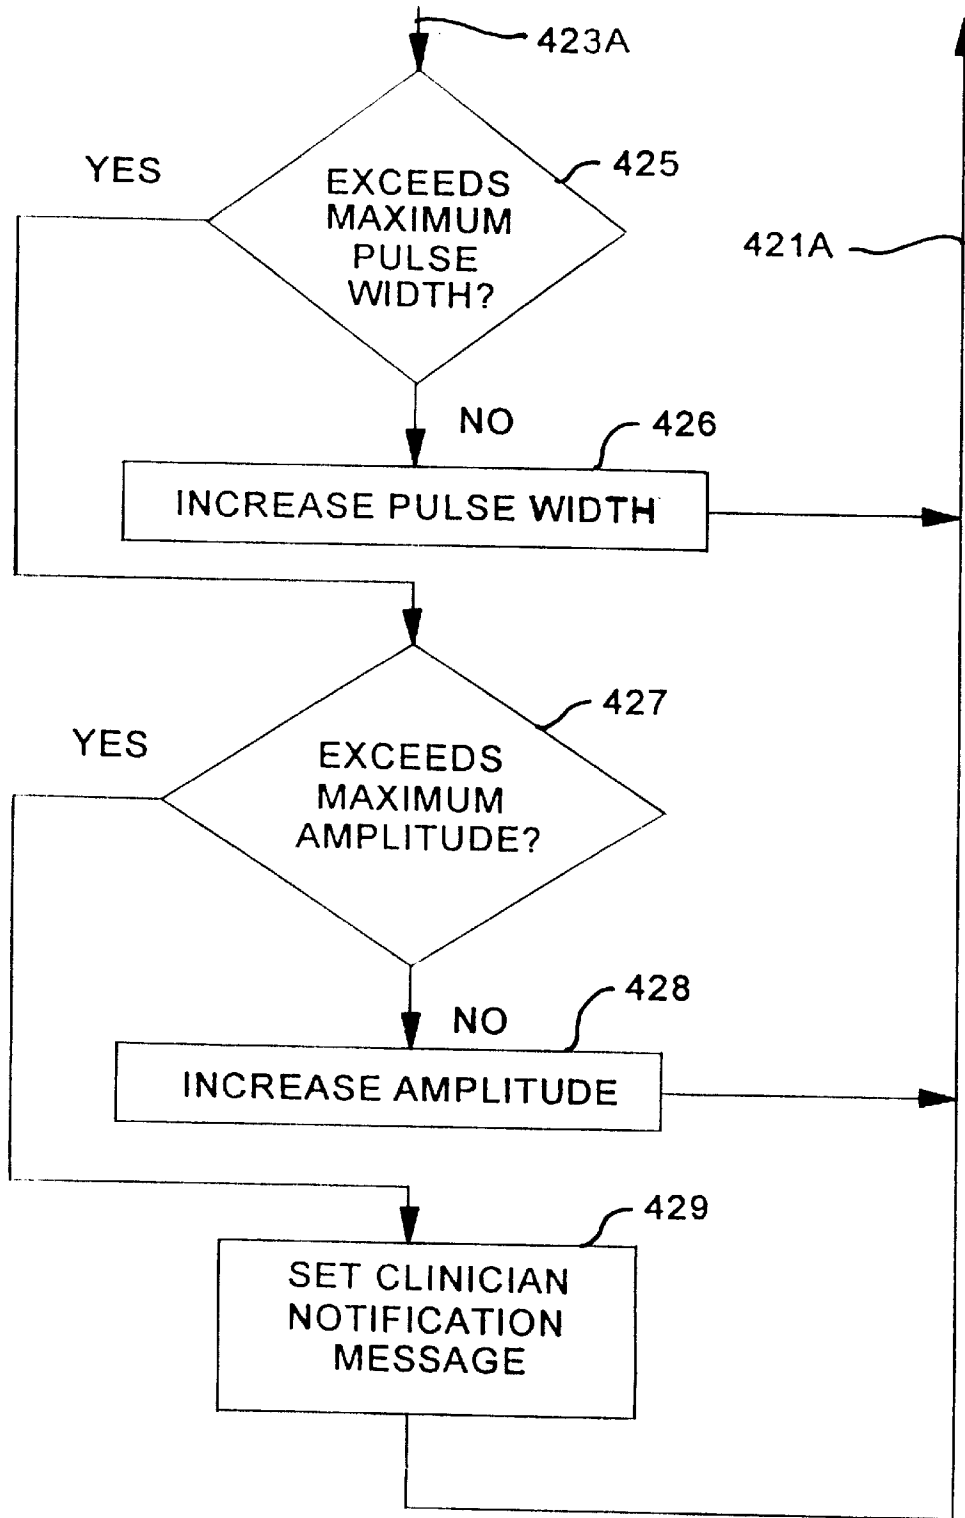 423A
YES
425
EXCEEDS
MAXIMUM
PULSE
WIDTH?
421A
NO
426
INCREASE PULSE WIDTH
427
YES
EXCEEDS
MAXIMUM
AMPLITUDE?
428
NO
INCREASE AMPLITUDE
429
SET CLINICIAN
NOTIFICATION
MESSAGE